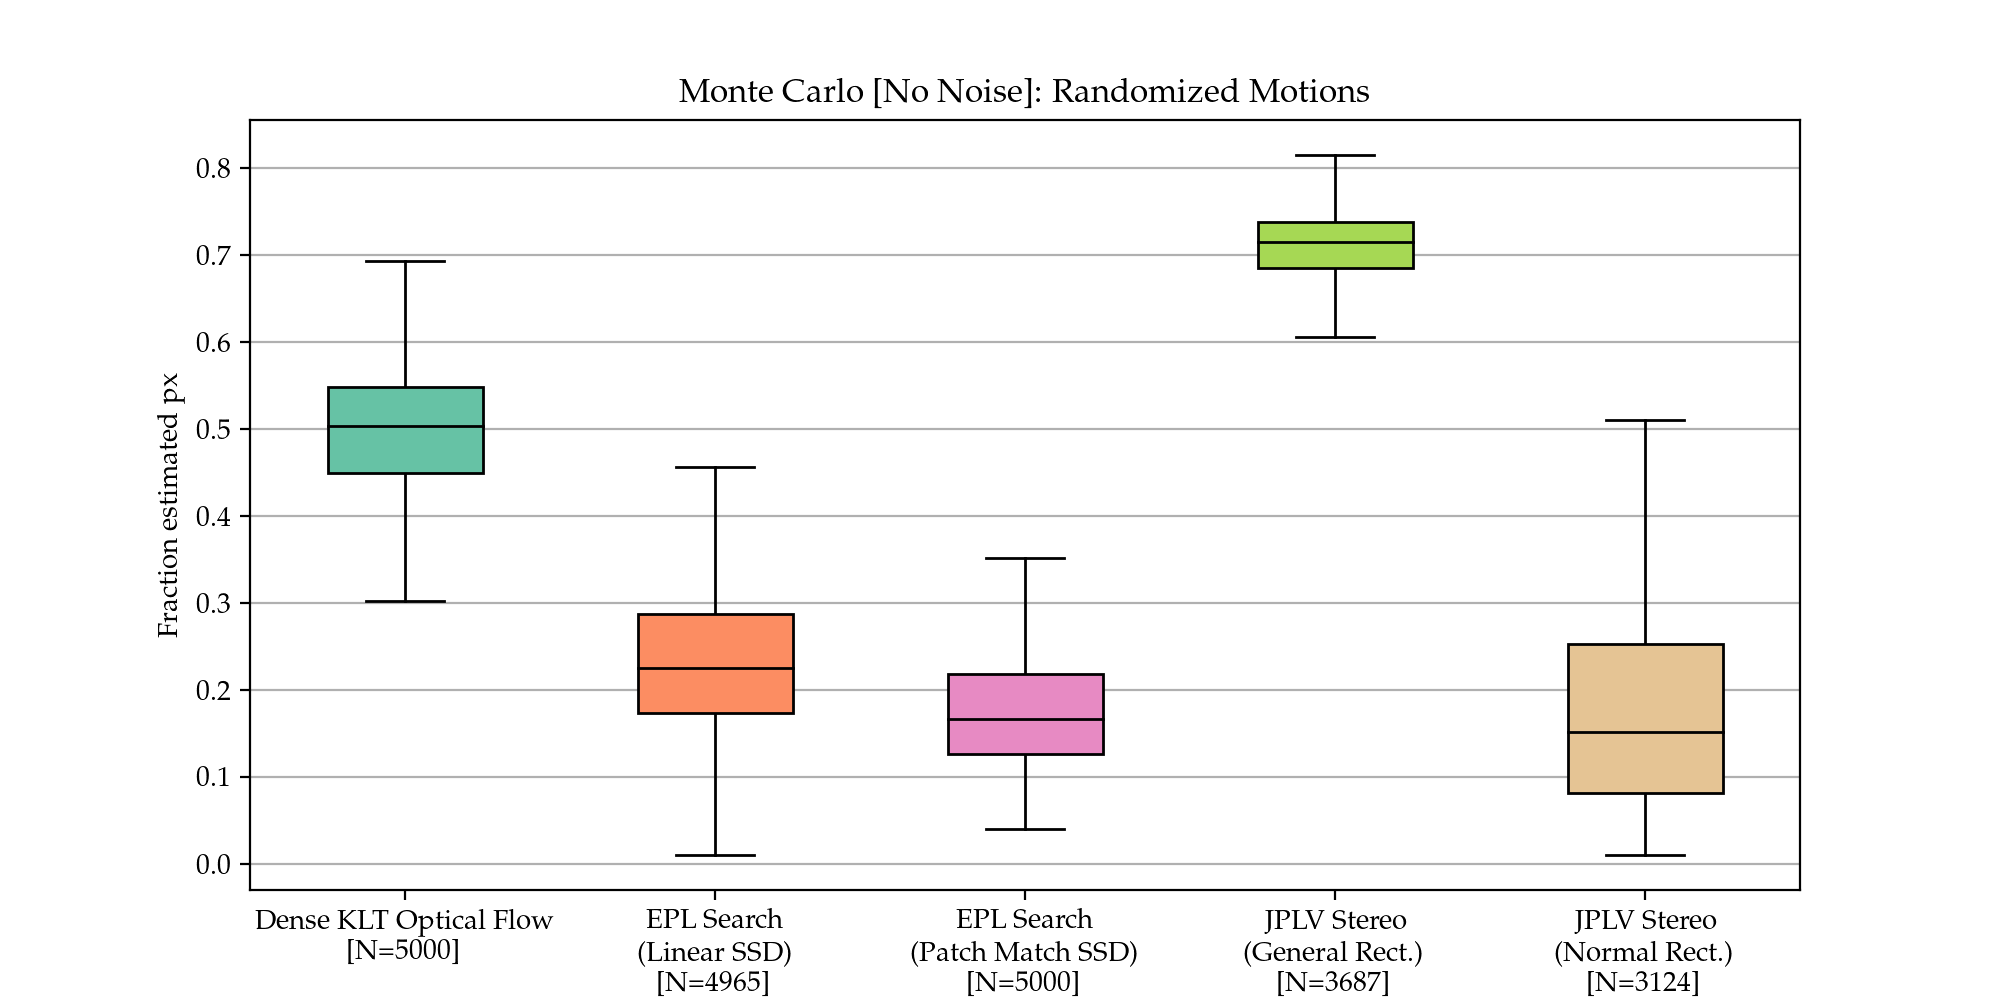 Monte Carlo [No Noise]: Randomized Motions
Fraction estimated px
0.8
0.7
0.6
0.5
0.4
0.3
0.2
0.1
0.0
Dense KLT Optical Flow
[N=5000]
EPL Search
(Linear SSD)
[N=4965]
EPL Search
(Patch Match SSD)
[N=5000]
JPLV Stereo
(General Rect.)
[N=3687]
JPLV Stereo
(Normal Rect.)
[N=3124]